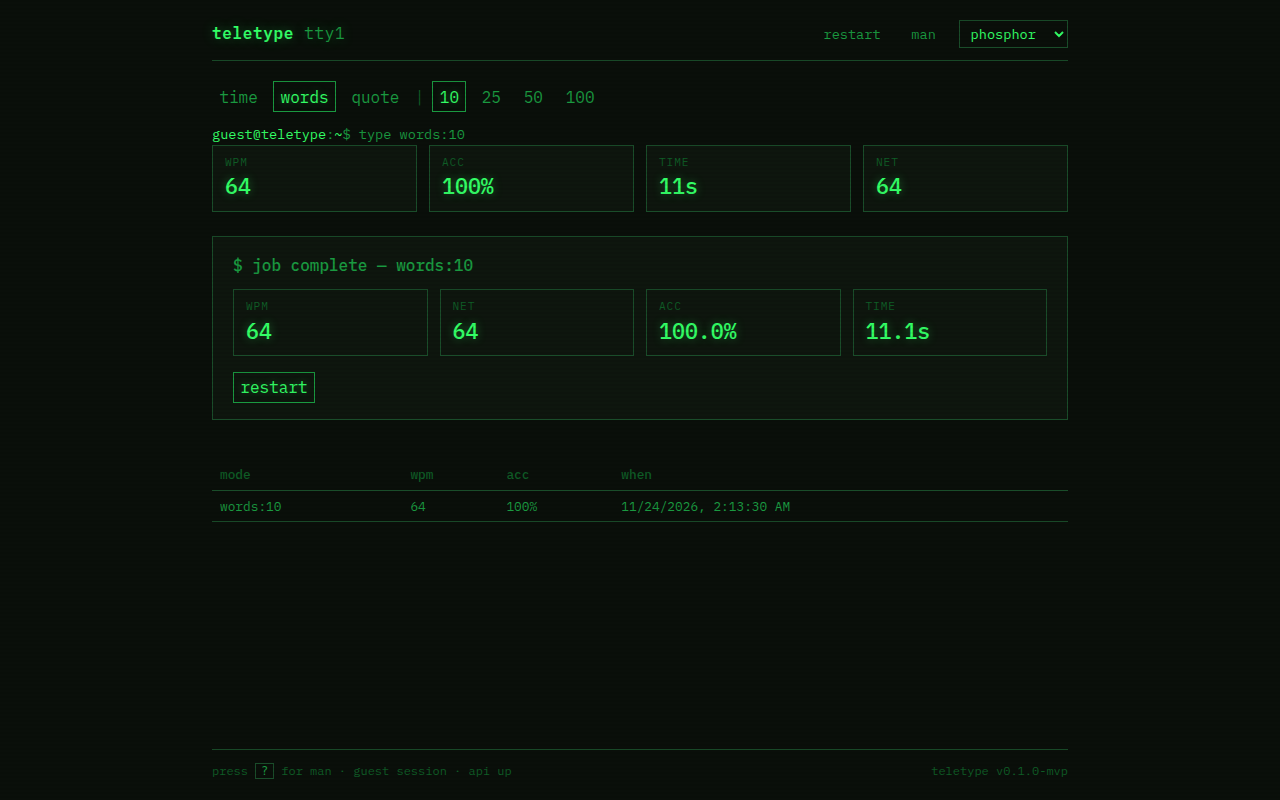 teletype tty1 restart man phosphor
time words quote | 10 25 50 100
guest@teletype:~$ type words:10
WPM ACC TIME NET
64 100% 11s 64
$ job complete — words:10
WPM NET ACC TIME
64 64 100.0% 11.1s
restart
mode wpm acc when
words:10 64 100% 11/24/2026, 2:13:30 AM
press ? for man · guest session · api up teletype v0.1.0-mvp